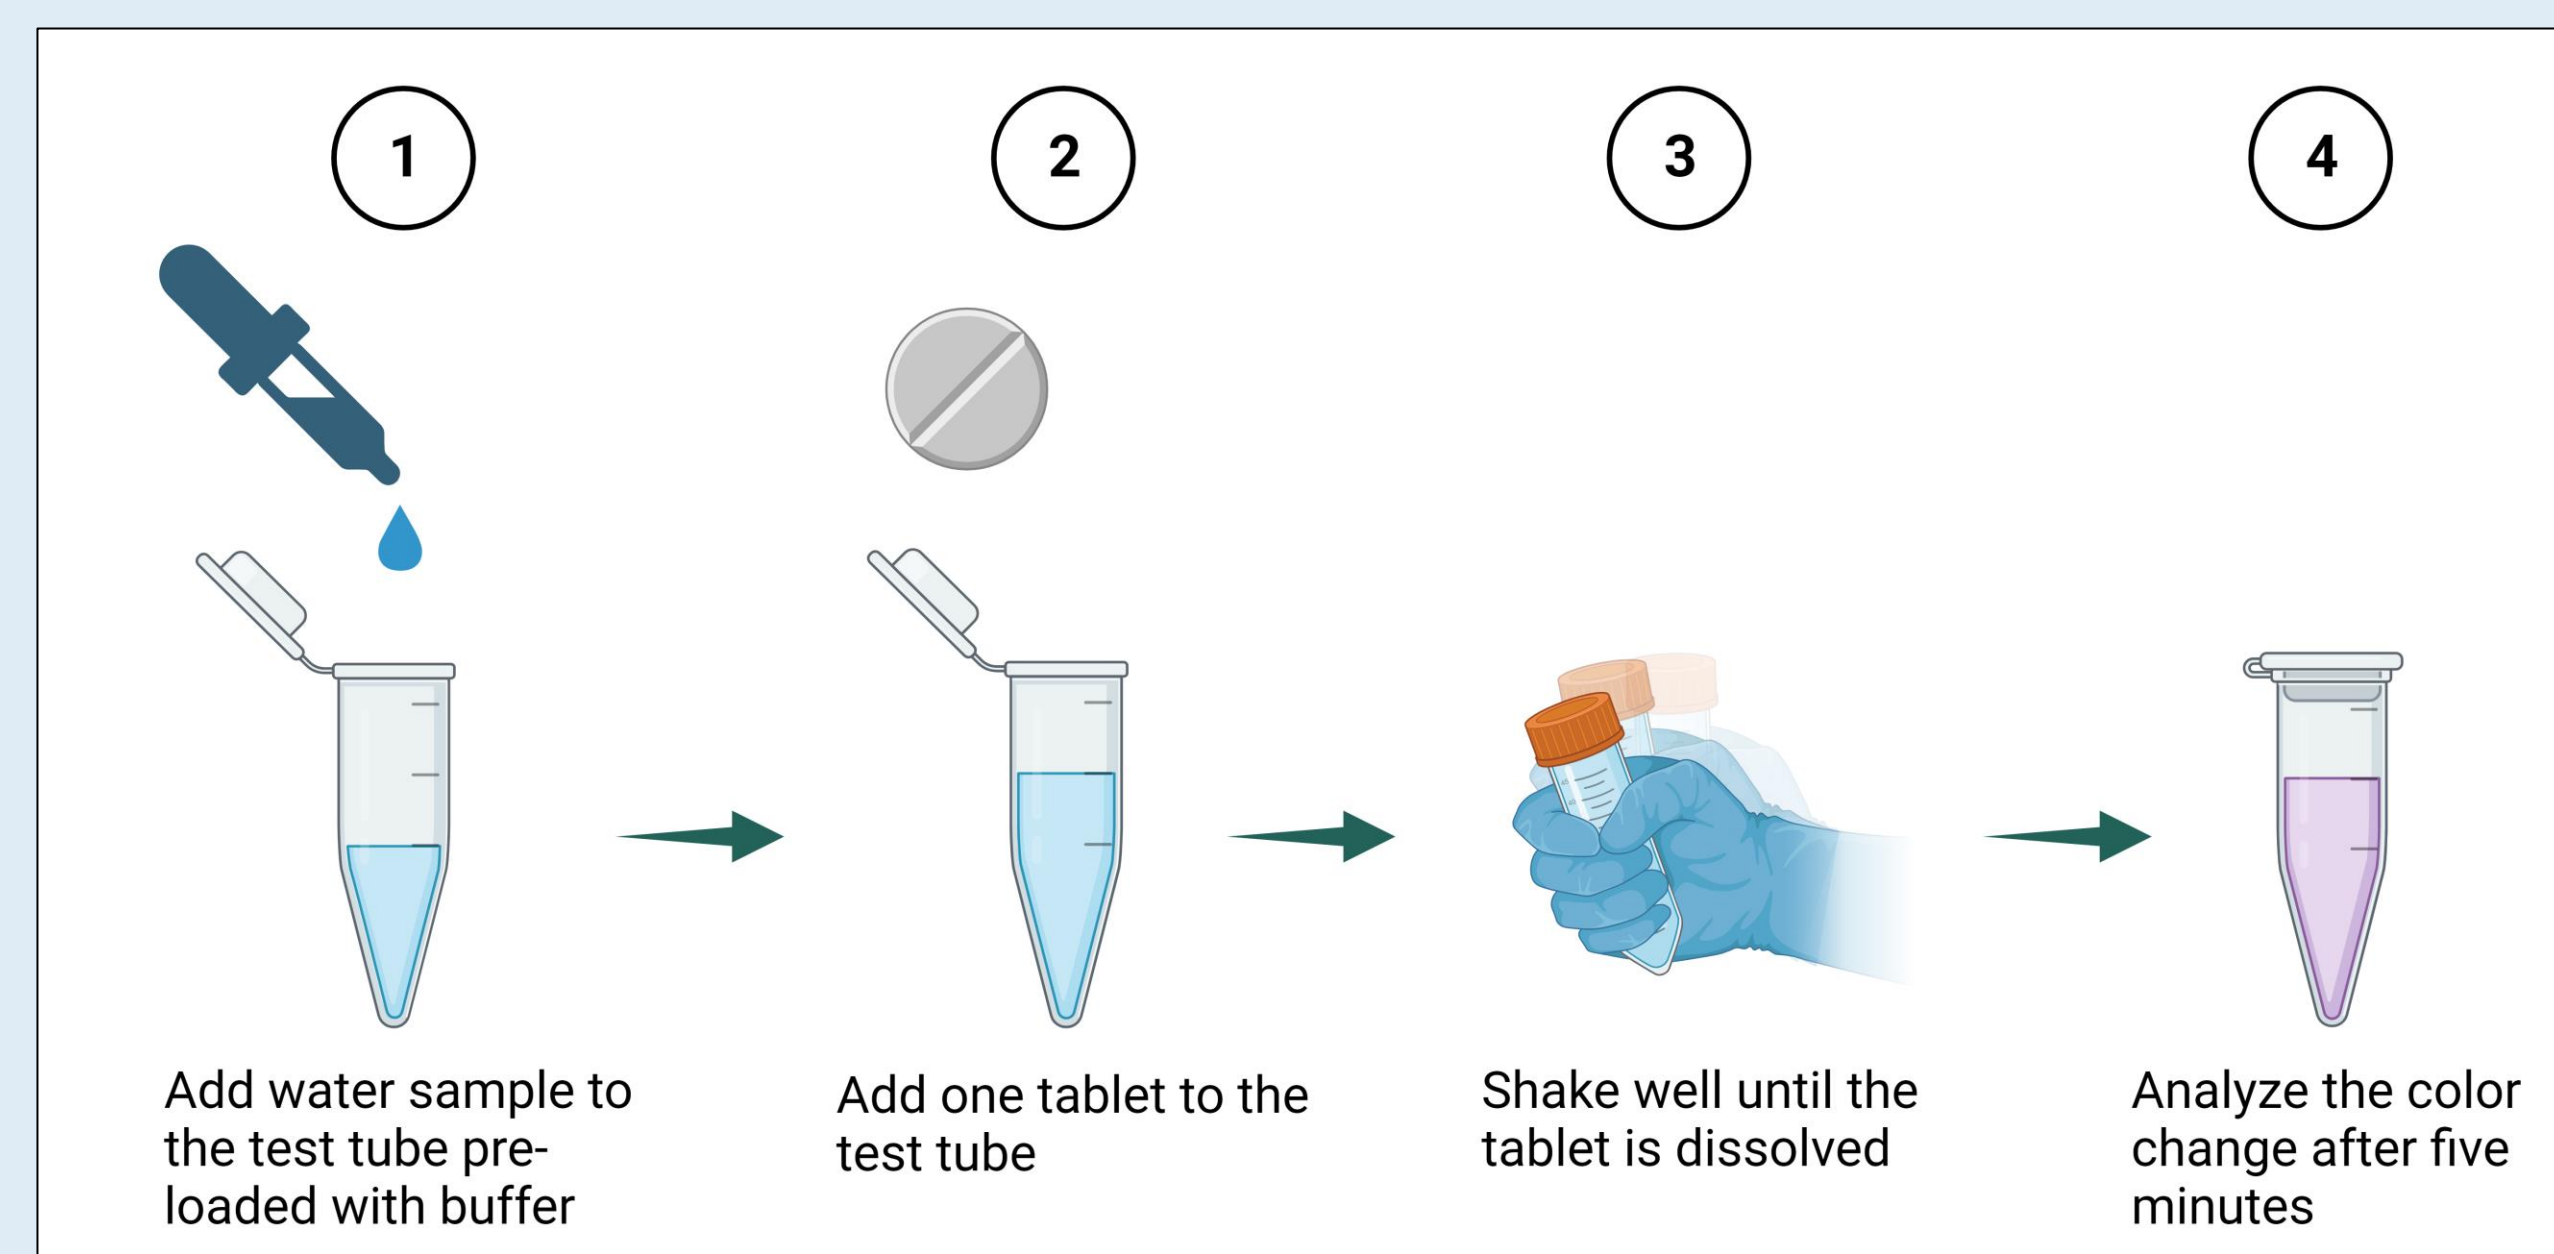 1
2
3
4
Add water sample to
the test tube pre-
loaded with buffer
Add one tablet to the
test tube
Shake well until the
tablet is dissolved
Analyze the color
change after five
minutes